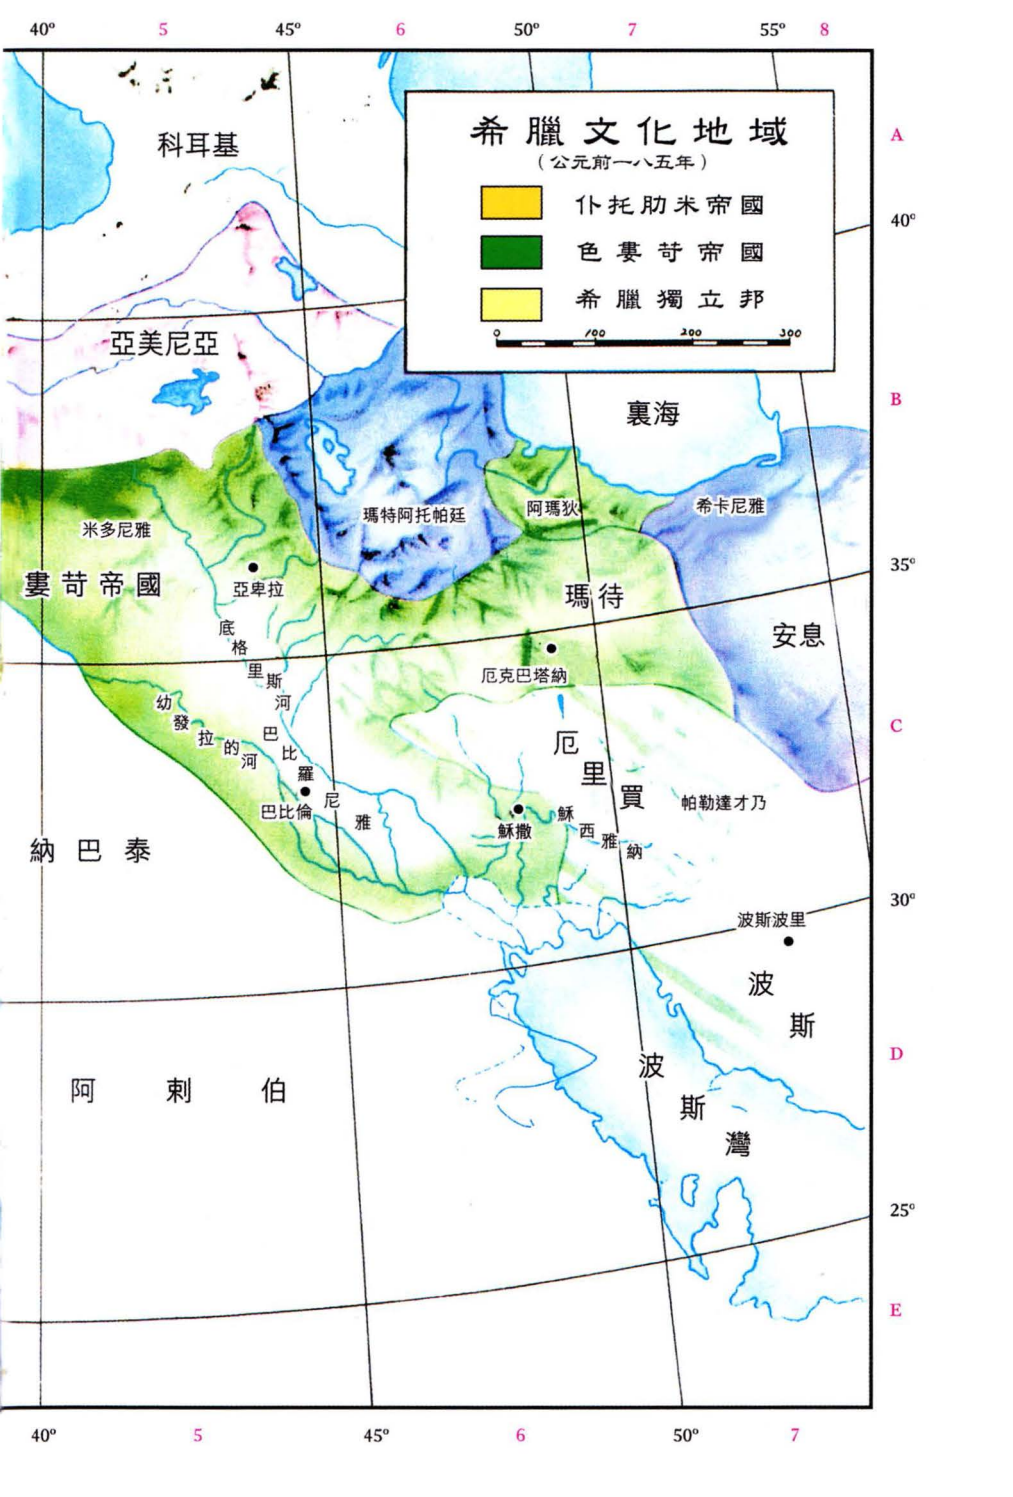 40° 5 45° 6 50° 7 55° 8
希臘文化地域
(公元前一八五年)
仆托肋米帝國
色婁苛帝國
希臘獨立邦
0 100 200 300
A
40°
科耳基
亞美尼亞
B
裏海
米多尼雅
瑪特阿托帕廷
阿瑪狄
希卡尼雅
35°
婁苛帝國
亞卑拉
瑪待
安息
底格里斯河
厄克巴塔納
幼發拉的河
C
巴比羅尼雅
巴比倫
厄里買
帕勒達才乃
穌撒
穌西雅納
納巴泰
30°
波斯波里
波斯
D
阿剌伯
波斯灣
25°
E
40° 5 45° 6 50° 7